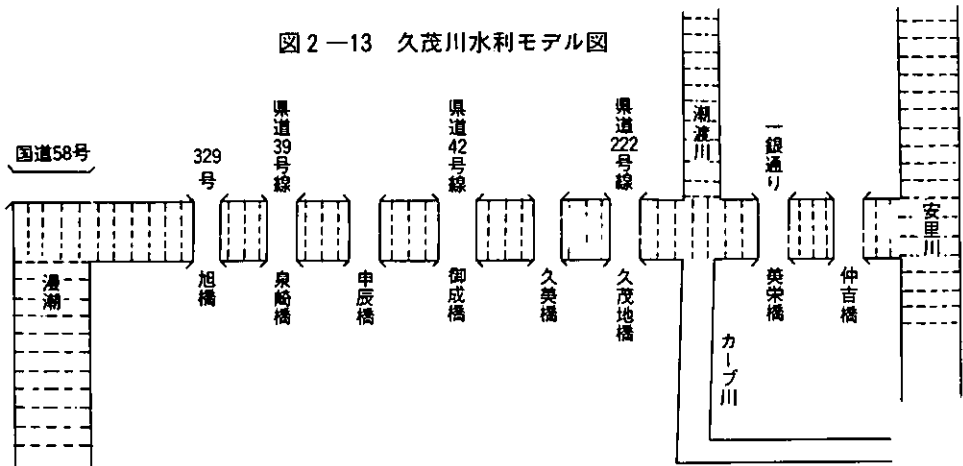 図2―13 久茂川水利モデル図
国道58号
329号
県道39号線
県道42号線
県道222号線
潮渡川
一銀通り
安里川
漫潮
旭橋
泉崎橋
申辰橋
御成橋
久美橋
久茂地橋
英栄橋
仲吉橋
カーブ川